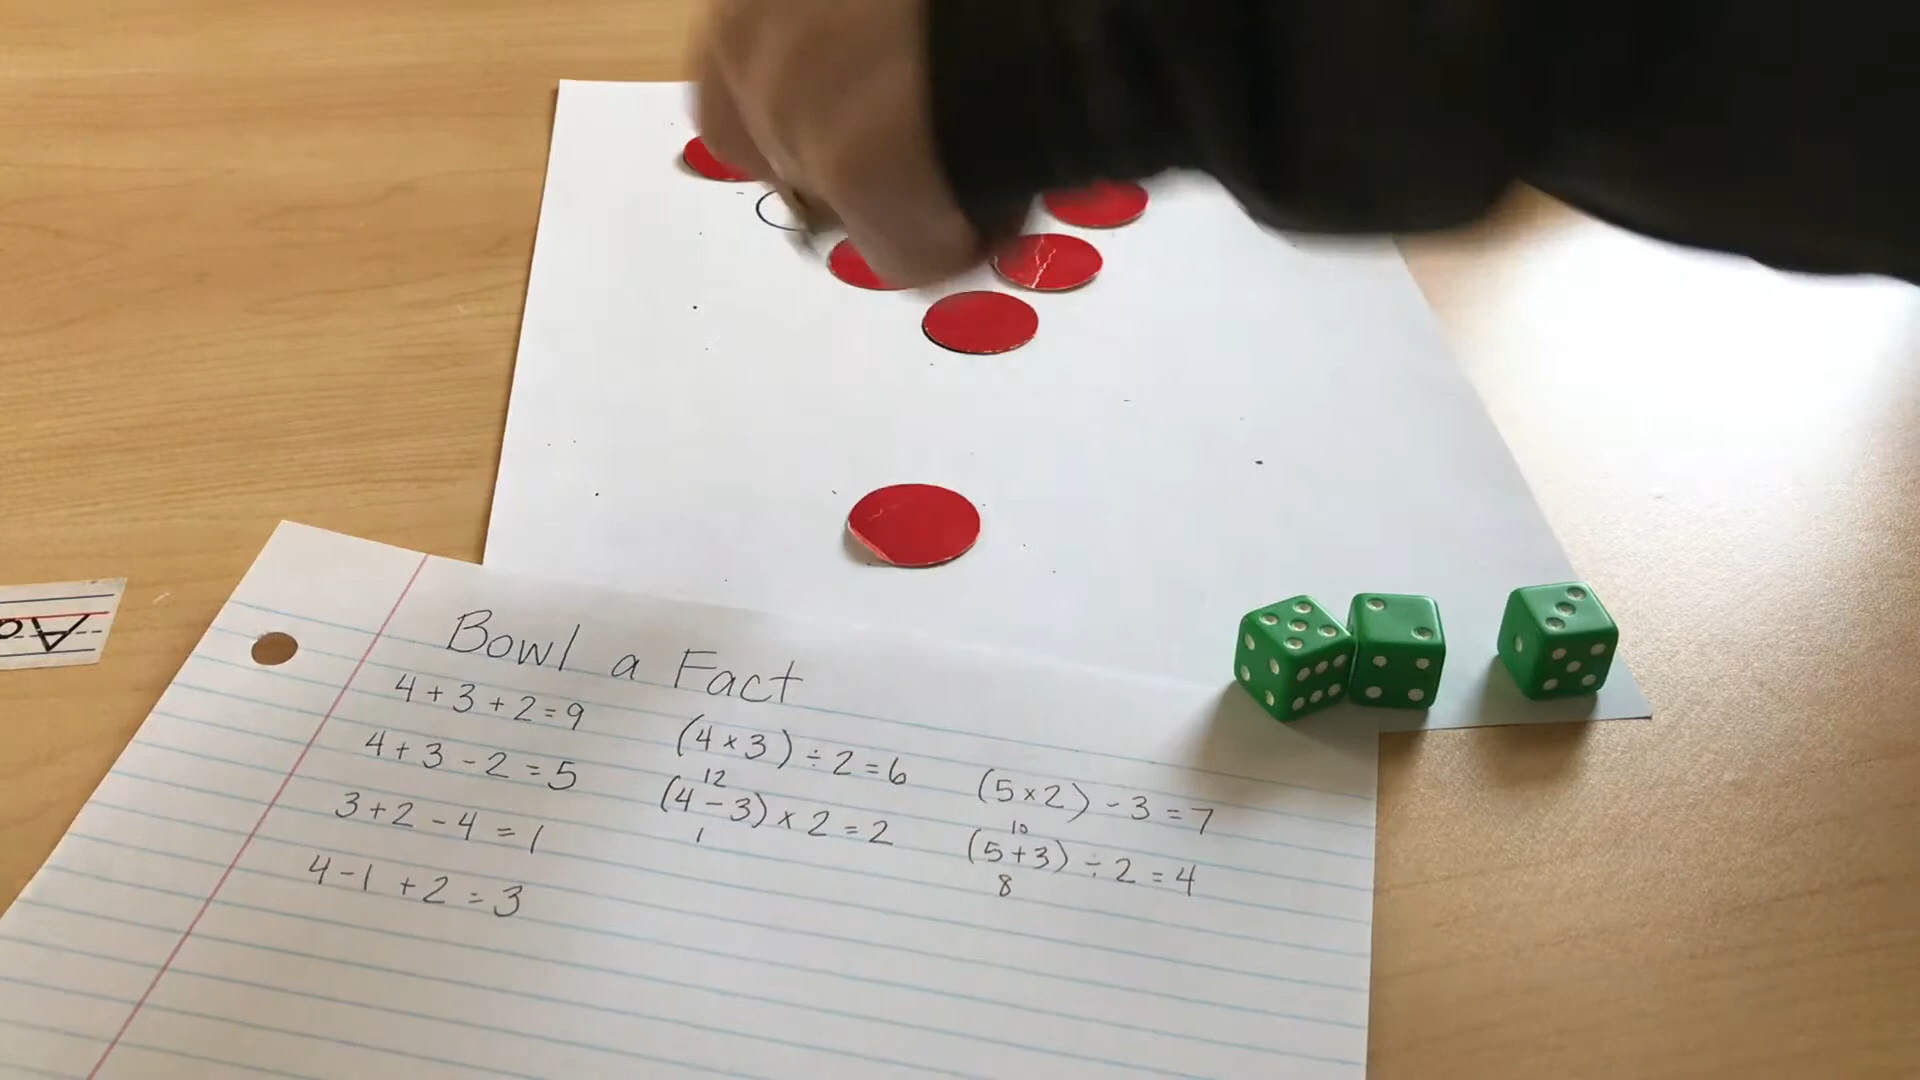 Bowl a Fact
4 + 3 + 2 = 9
4 + 3 - 2 = 5
3 + 2 - 4 = 1
4 - 1 + 2 = 3
(4 × 3) ÷ 2 = 6
12
(4 - 3) × 2 = 2
1
(5 × 2) - 3 = 7
10
(5 + 3) ÷ 2 = 4
8
Aa